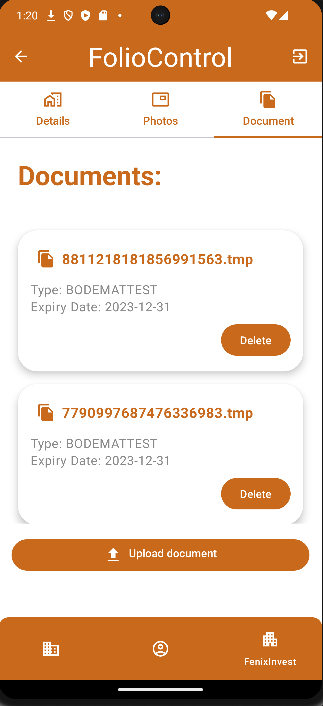 1:20
FolioControl
Details
Photos
Document
Documents:
8811218181856991563.tmp
Type: BODEMATTEST
Expiry Date: 2023-12-31
Delete
7790997687476336983.tmp
Type: BODEMATTEST
Expiry Date: 2023-12-31
Delete
Upload document
FenixInvest